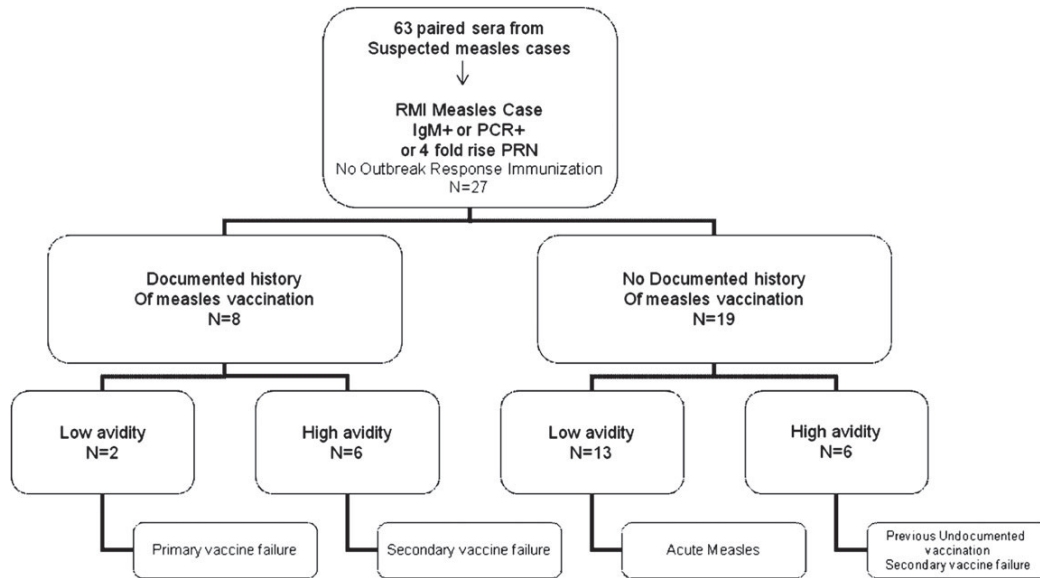 63 paired sera from
Suspected measles cases
RMI Measles Case
IgM+ or PCR+
or 4 fold rise PRN
No Outbreak Response Immunization
N=27
Documented history
Of measles vaccination
N=8
No Documented history
Of measles vaccination
N=19
Low avidity
N=2
High avidity
N=6
Low avidity
N=13
High avidity
N=6
Primary vaccine failure
Secondary vaccine failure
Acute Measles
Previous Undocumented
vaccination
Secondary vaccine failure